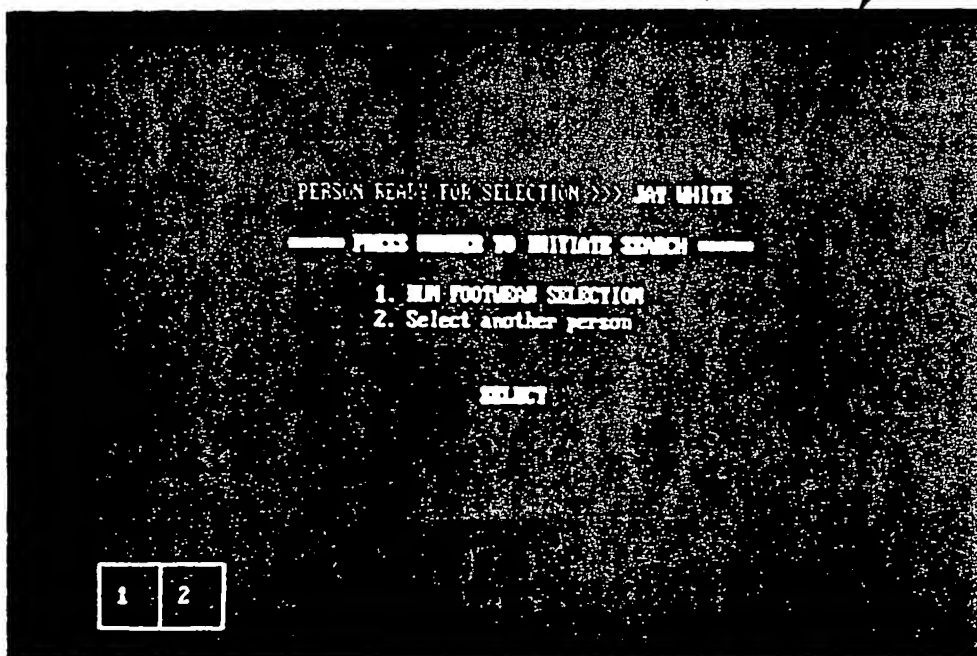 PERSON READY FOR SELECTION >>> JAY WHITE
PRESS NUMBER TO INITIATE SEARCH
1. RUN FOOTWEAR SELECTION
2. Select another person
SELECT
1 2